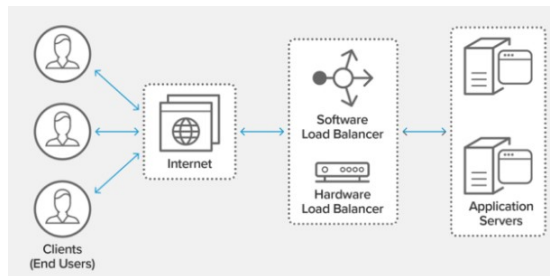 Clients
(End Users)
Internet
Software
Load Balancer
Hardware
Load Balancer
Application
Servers